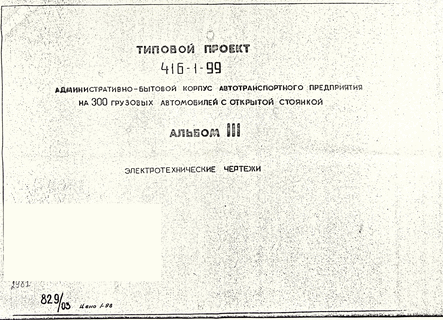 ТИПОВОЙ ПРОЕКТ
416-1-99
АДМИНИСТРАТИВНО-БЫТОВОЙ КОРПУС АВТОТРАНСПОРТНОГО ПРЕДПРИЯТИЯ
НА 300 ГРУЗОВЫХ АВТОМОБИЛЕЙ С ОТКРЫТОЙ СТОЯНКОЙ
АЛЬБОМ III
ЭЛЕКТРОТЕХНИЧЕСКИЕ ЧЕРТЕЖИ
829/03 Цена